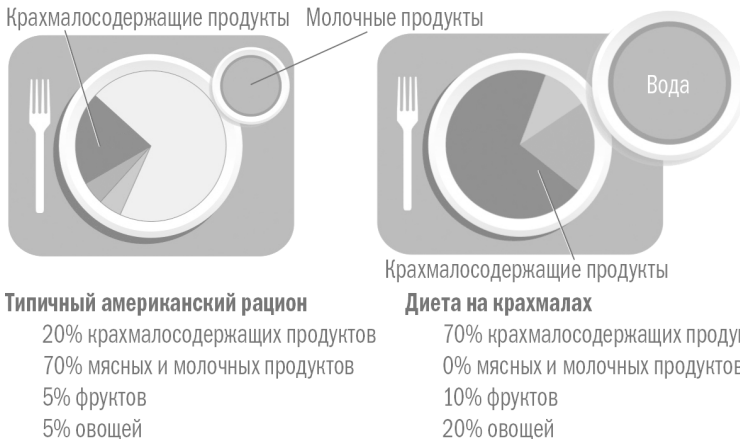 Крахмалосодержащие продукты
Молочные продукты
Вода
Крахмалосодержащие продукты
Типичный американский рацион
20% крахмалосодержащих продуктов
70% мясных и молочных продуктов
5% фруктов
5% овощей
Диета на крахмалах
70% крахмалосодержащих
0% мясных и молочных продуктов
10% фруктов
20% овощей